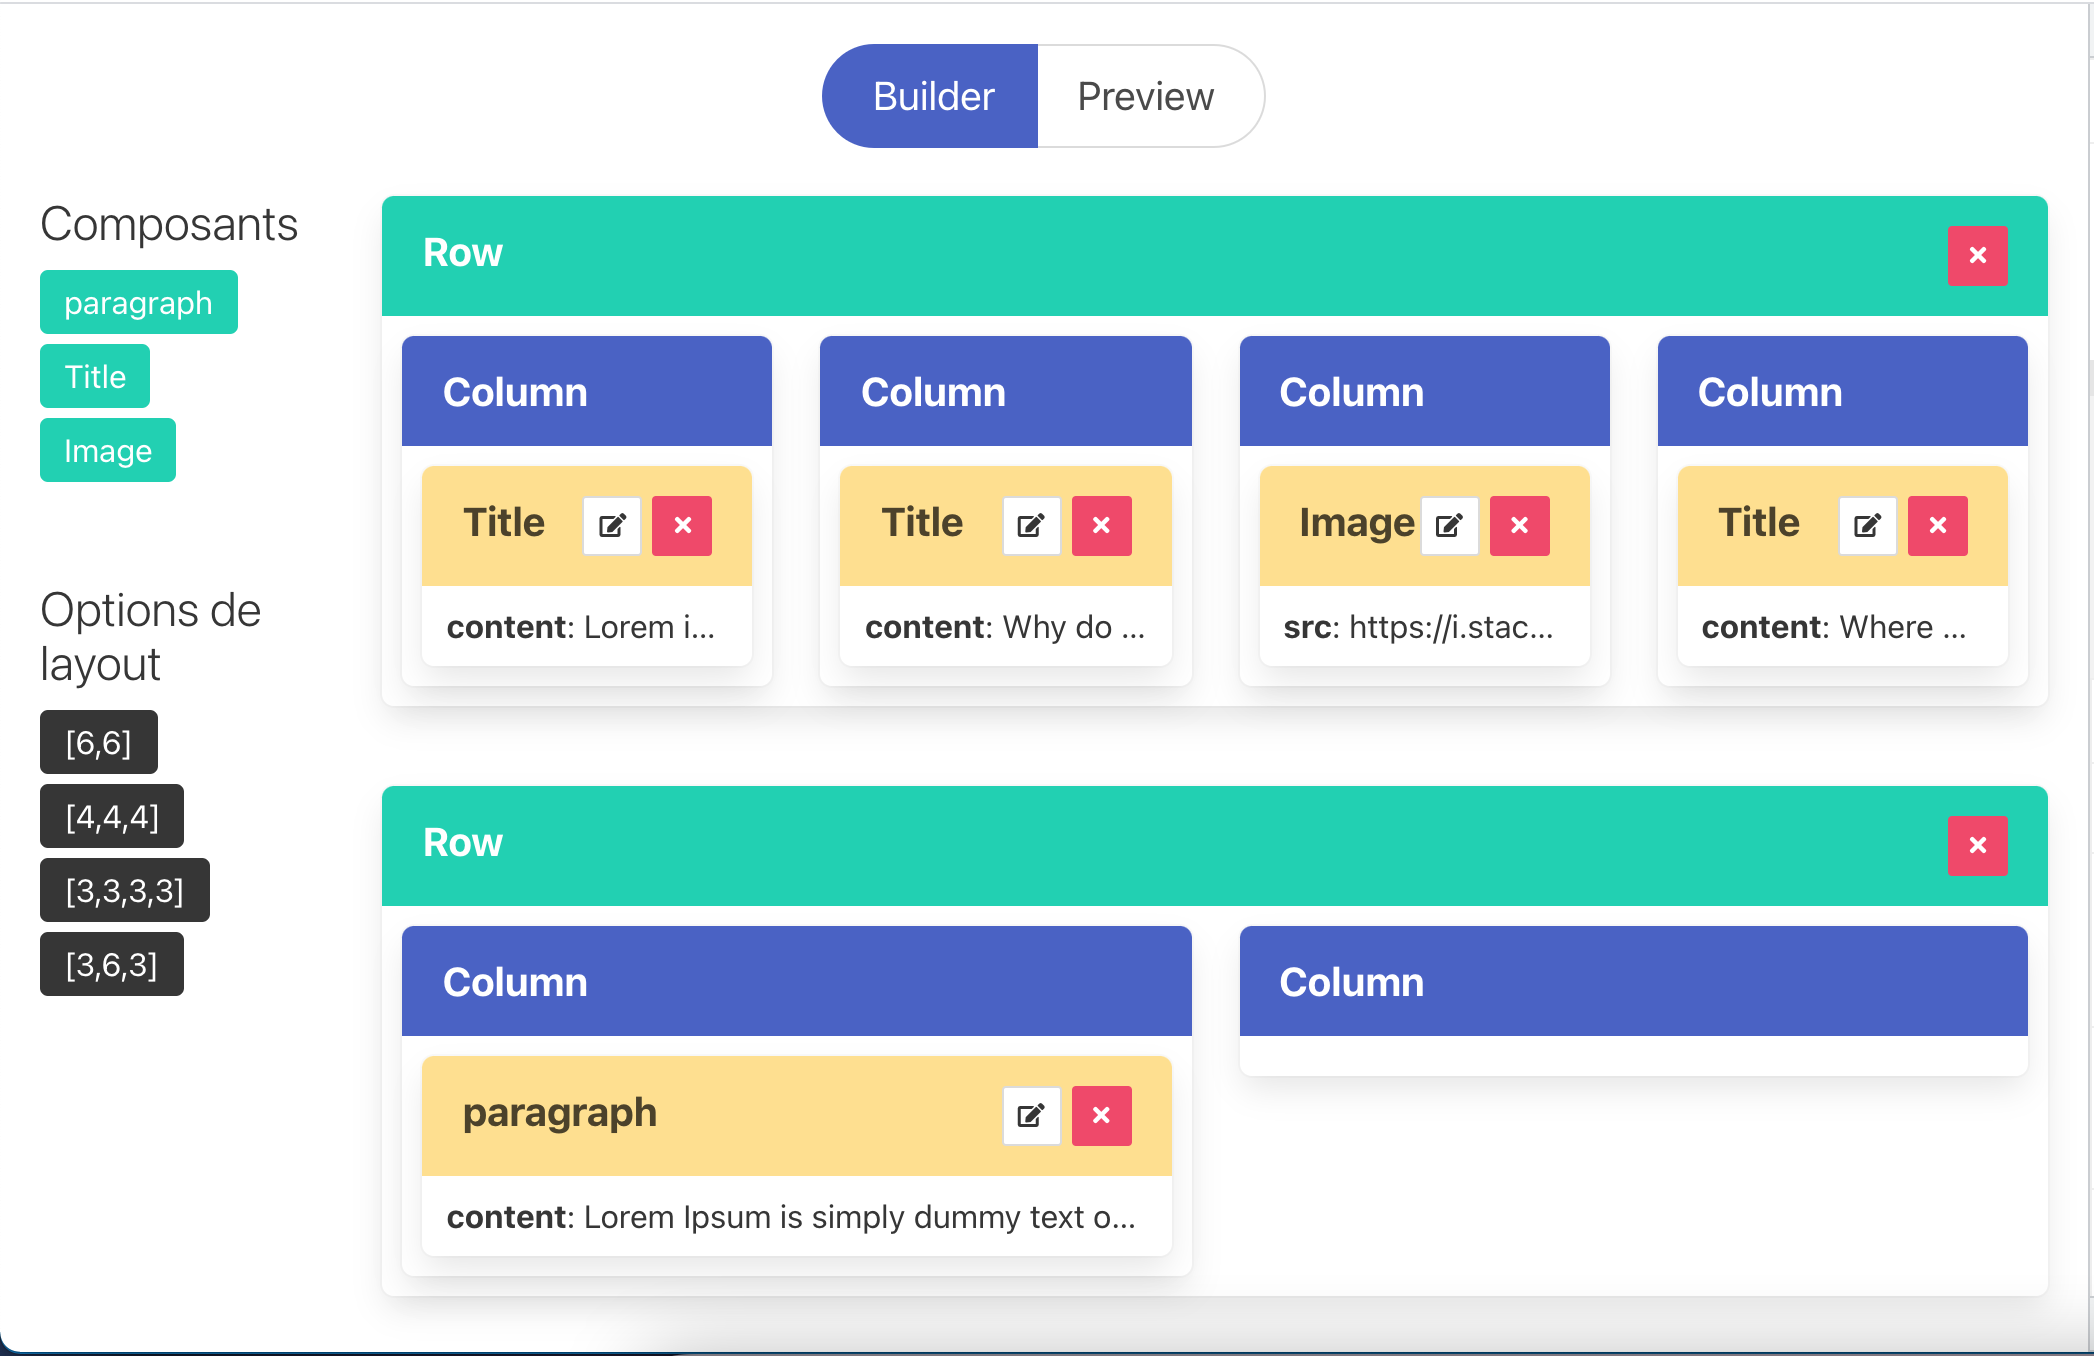 Builder Preview
Composants
paragraph
Title
Image
Options de
layout
[6,6]
[4,4,4]
[3,3,3,3]
[3,6,3]
Row
Column Column Column Column
Title Title Image Title
content: Lorem i... content: Why do ... src: https://i.stac... content: Where ...
Row
Column Column
paragraph
content: Lorem Ipsum is simply dummy text o...